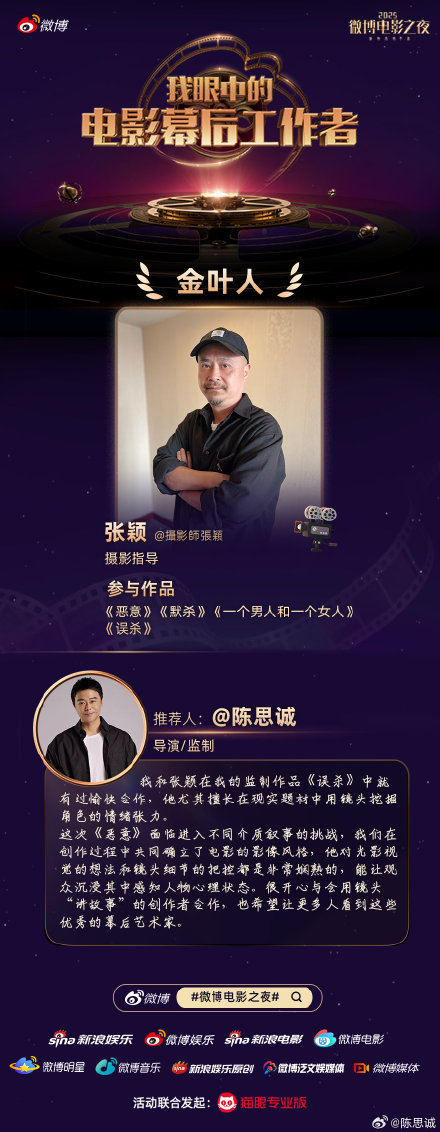 微博
2025
微博电影之夜
我眼中的
电影幕后工作者
金叶人
张颖 @攝影師張穎
摄影指导
参与作品
《恶意》《默杀》《一个男人和一个女人》
《误杀》
推荐人：@陈思诚
导演/监制
我和张颖在我的监制作品《误杀》中就
有过愉快合作，他尤其擅长在现实题材中用镜头挖掘
角色的情绪张力。
这次《恶意》面临进入不同介质叙事的挑战，我们在
创作过程中共同确立了电影的影像风格，他对光影视
觉的想法和镜头细节的把控都是非常娴熟的，能让观
众沉浸其中感知人物心理状态。很开心与会用镜头
“讲故事”的创作者合作，也希望让更多人看到这些
优秀的幕后艺术家。
微博 #微博电影之夜#
sina 新浪娱乐 微博娱乐 sina 新浪电影 微博电影
微博明星 微博音乐 sina 新浪娱乐原创 微博泛文娱媒体 微博媒体
活动联合发起：猫眼专业版
@陈思诚